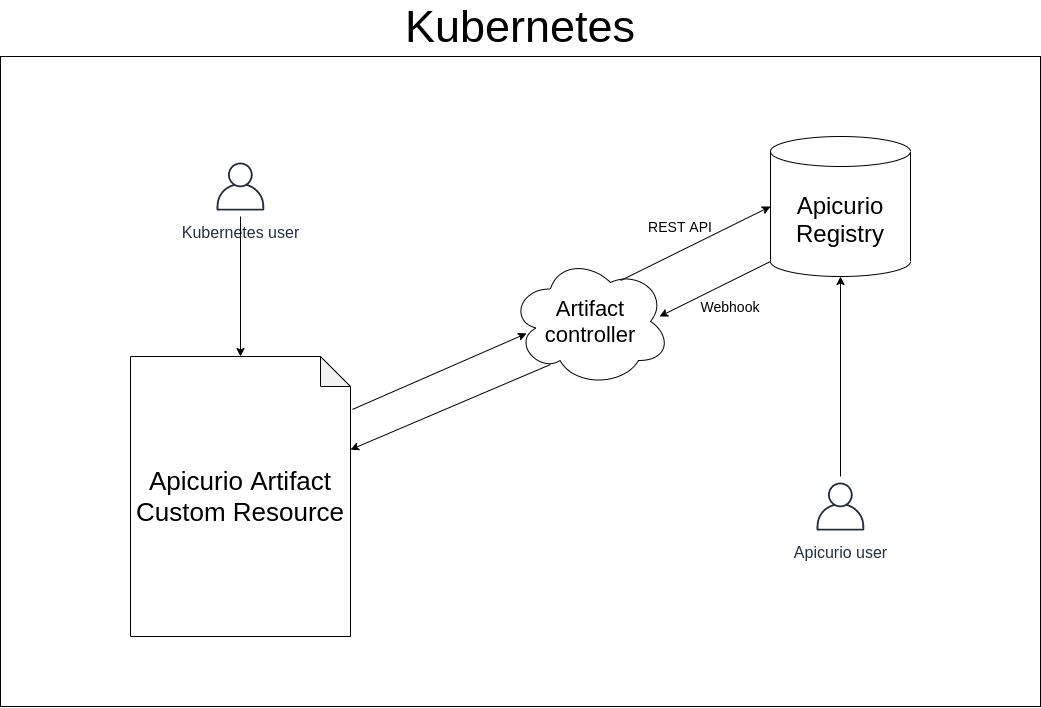 Kubernetes
Kubernetes user
Apicurio
Registry
REST API
Webhook
Artifact
controller
Apicurio Artifact
Custom Resource
Apicurio user